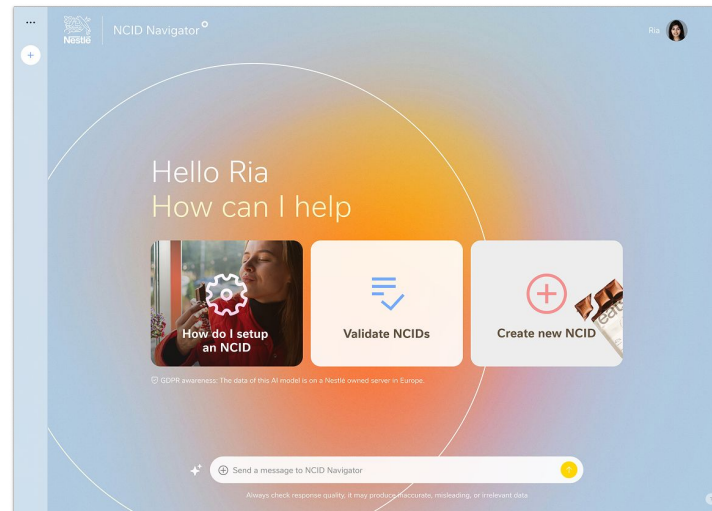 Nestlé
NCID Navigator
Ria
Hello Ria
How can I help
How do I setup
an NCID
Validate NCIDs
Create new NCID
eat
GDPR awareness: The data of this AI model is on a Nestlé owned server in Europe.
Send a message to NCID Navigator
Always check response quality, it may produce inaccurate, misleading, or irrelevant data